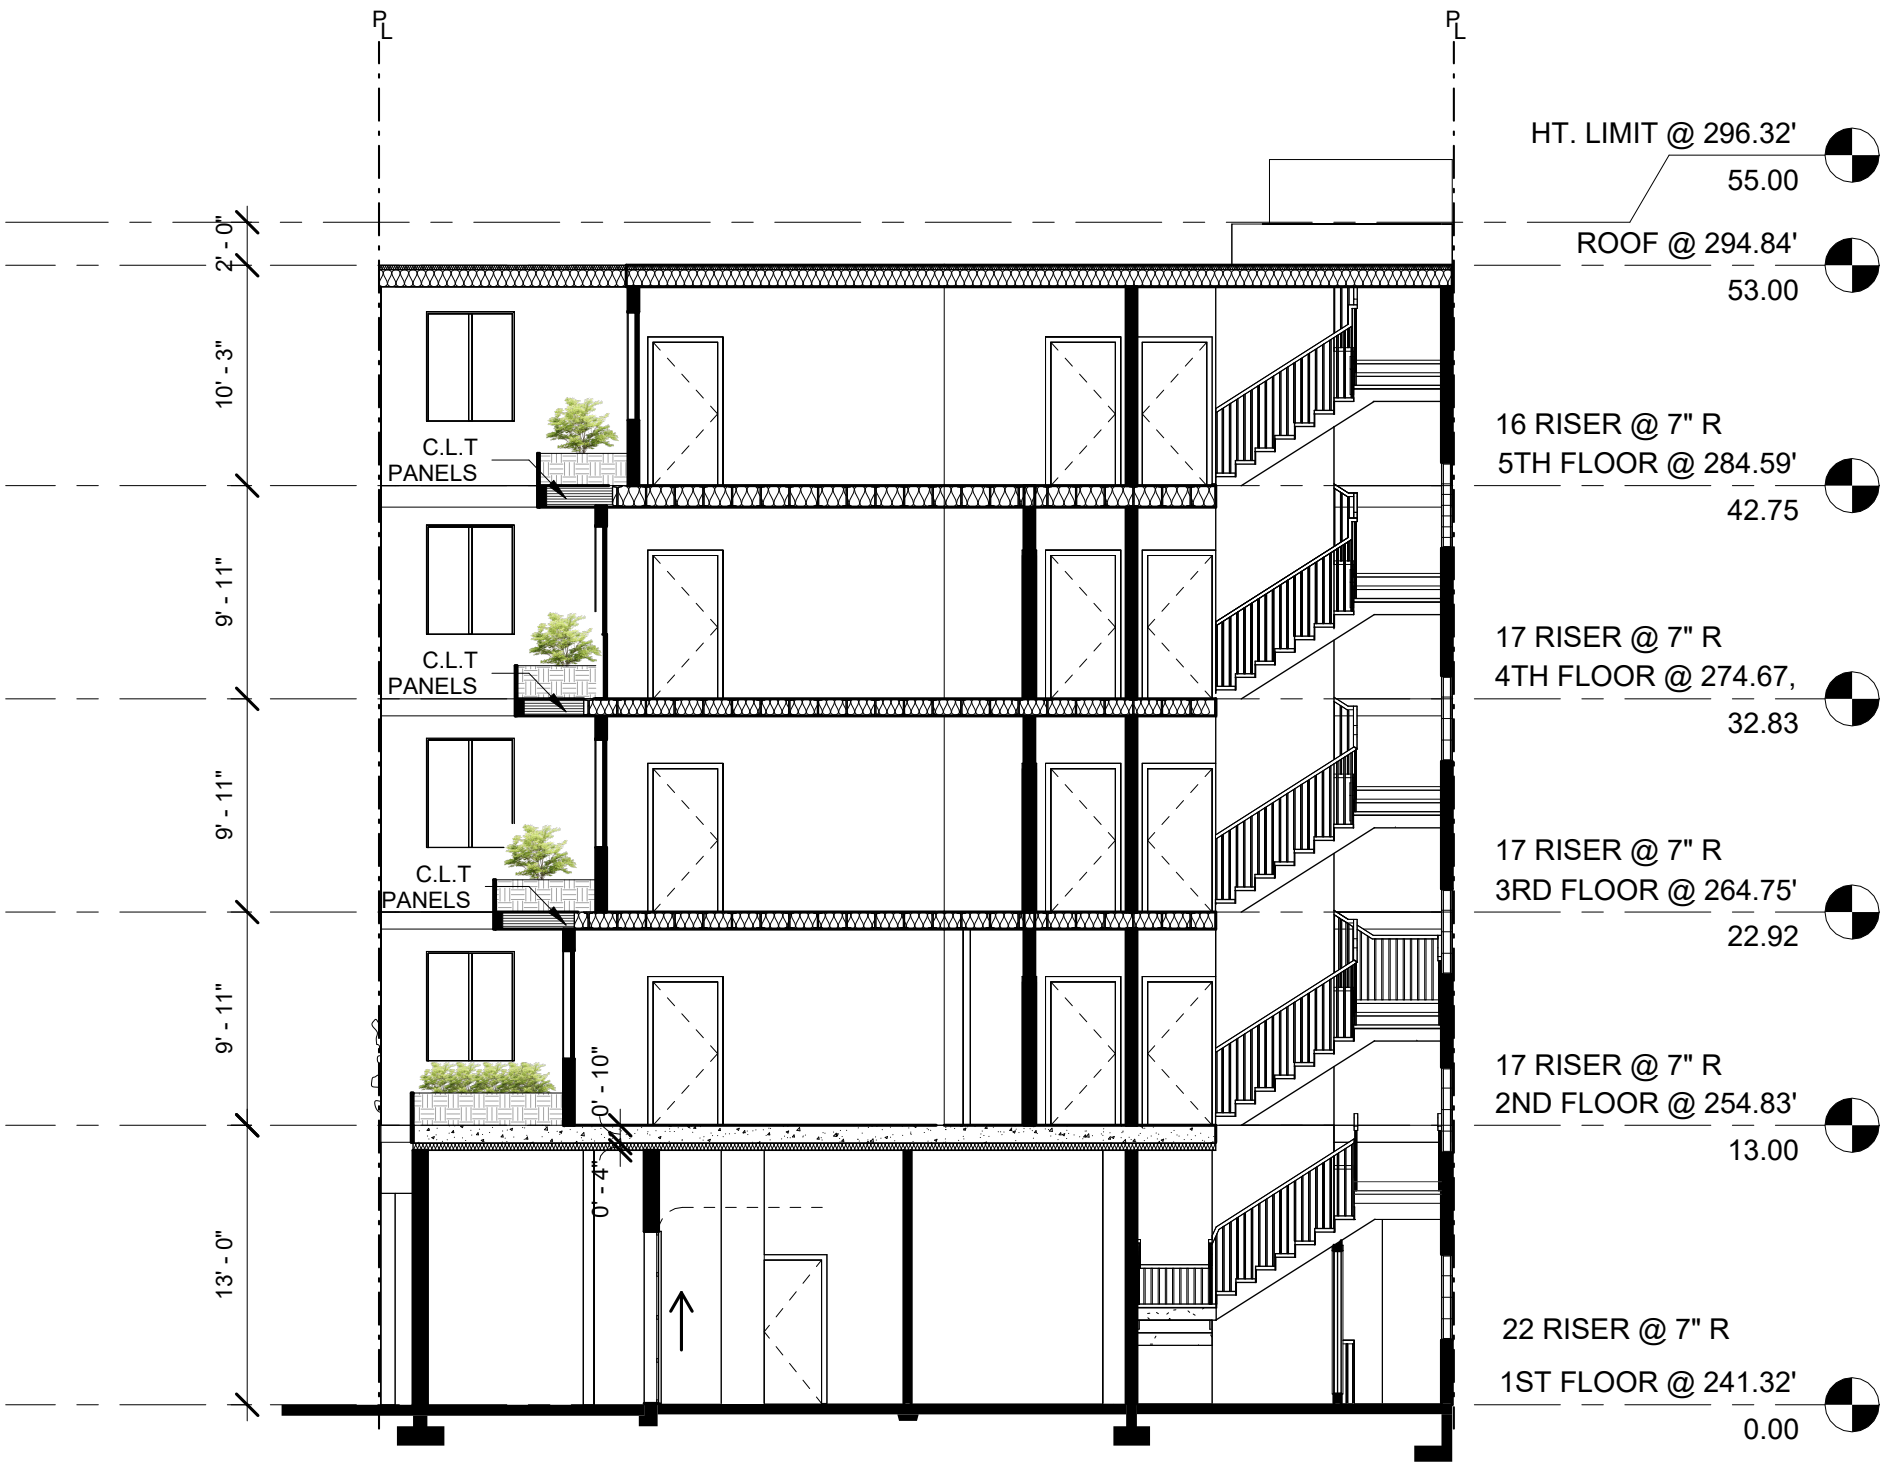 PL
PL
HT. LIMIT @ 296.32'
55.00
2' - 0"
ROOF @ 294.84'
53.00
10' - 3"
16 RISER @ 7" R
C.L.T
PANELS
5TH FLOOR @ 284.59'
42.75
9' - 11"
17 RISER @ 7" R
C.L.T
PANELS
4TH FLOOR @ 274.67,
32.83
9' - 11"
17 RISER @ 7" R
C.L.T
PANELS
3RD FLOOR @ 264.75'
22.92
9' - 11"
17 RISER @ 7" R
0' - 10"
2ND FLOOR @ 254.83'
13.00
0' - 4"
13' - 0"
22 RISER @ 7" R
1ST FLOOR @ 241.32'
0.00